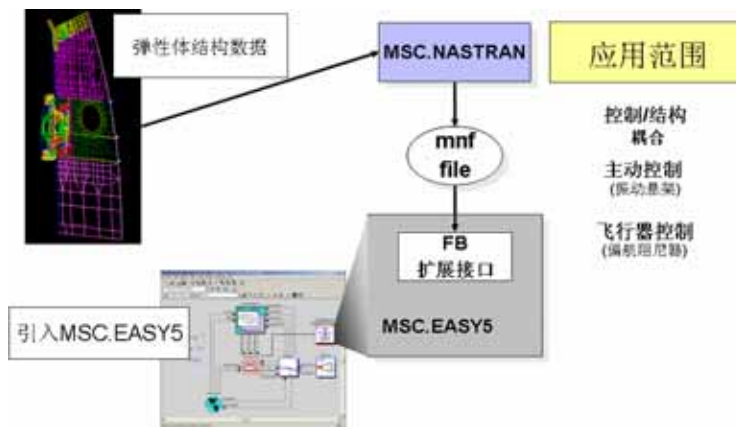 弹性体结构数据
MSC.NASTRAN
应用范围
mnf
file
控制/结构
耦合
主动控制
(振动悬架)
飞行器控制
(偏航阻尼器)
FB
扩展接口
MSC.EASY5
引入MSC.EASY5